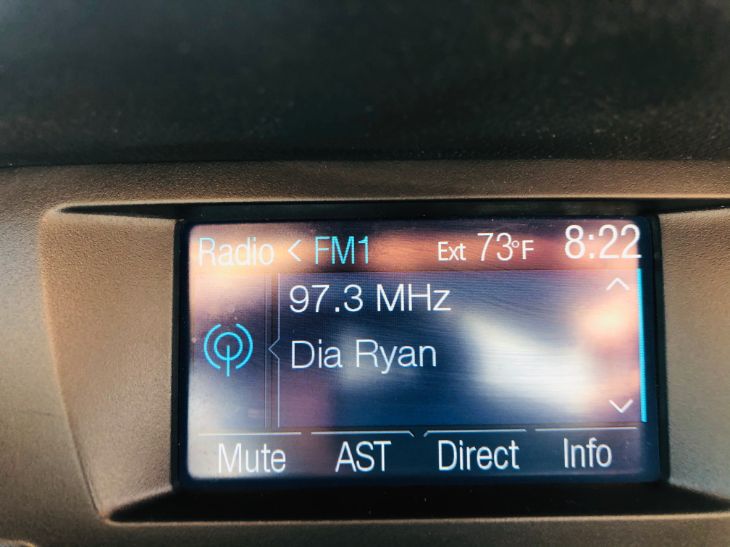 Radio < FM1 Ext 73°F 8:22
97.3 MHz
Dia Ryan
Mute AST Direct Info